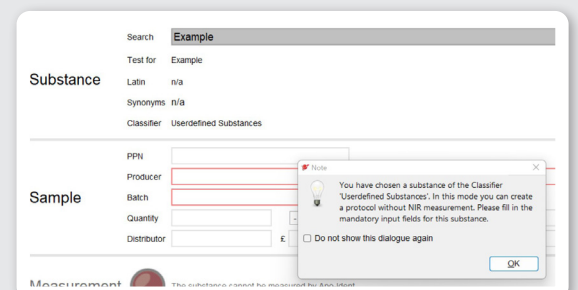 Search Example
Test for Example
Substance
Latin n/a
Synonyms n/a
Classifier Userdefined Substances
PPN
Note
Producer
You have chosen a substance of the Classifier
'Userdefined Substances'. In this mode you can create
a protocol without NIR measurement. Please fill in the
mandatory input fields for this substance.
Sample
Batch
Quantity
-
Do not show this dialogue again
Distributor £
OK
Measurement The substance cannot be measured by Apo-Ident